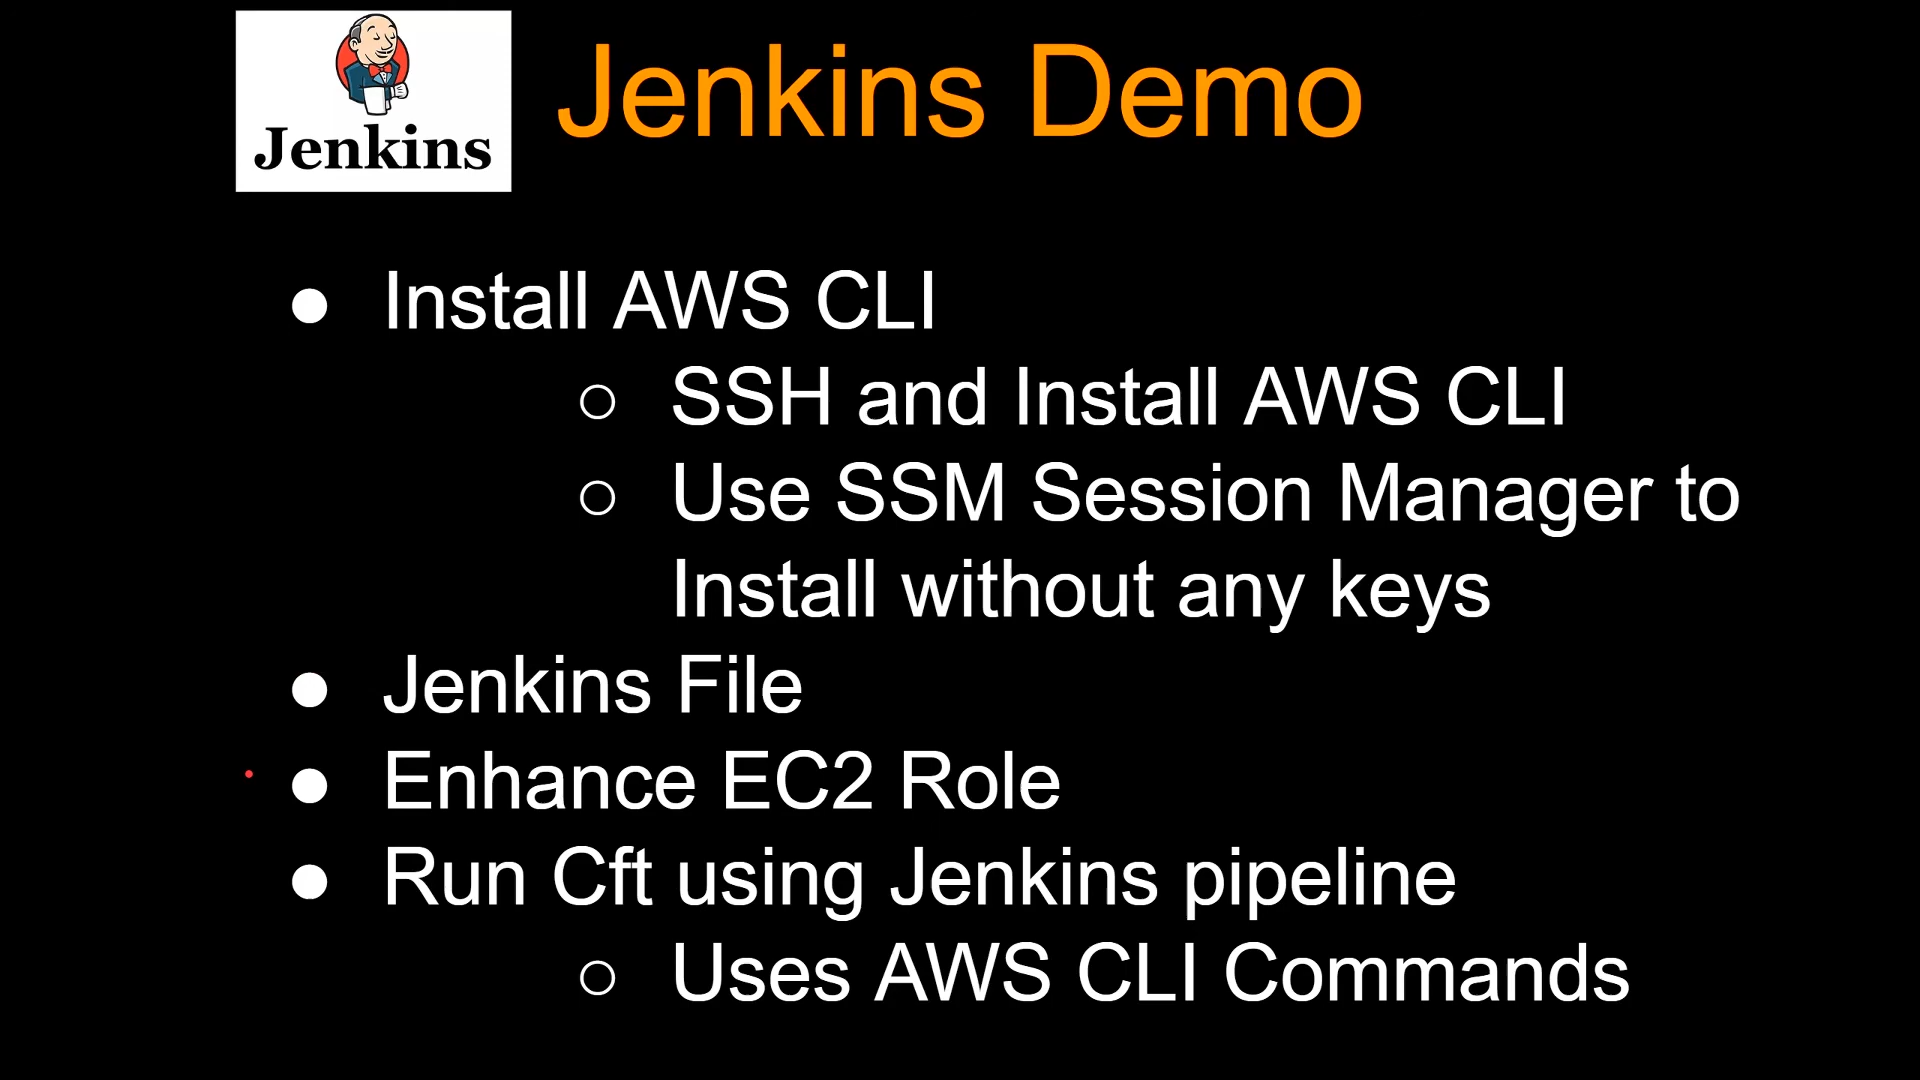 Jenkins
Jenkins Demo
● Install AWS CLI
○ SSH and Install AWS CLI
○ Use SSM Session Manager to
Install without any keys
● Jenkins File
● Enhance EC2 Role
● Run Cft using Jenkins pipeline
○ Uses AWS CLI Commands